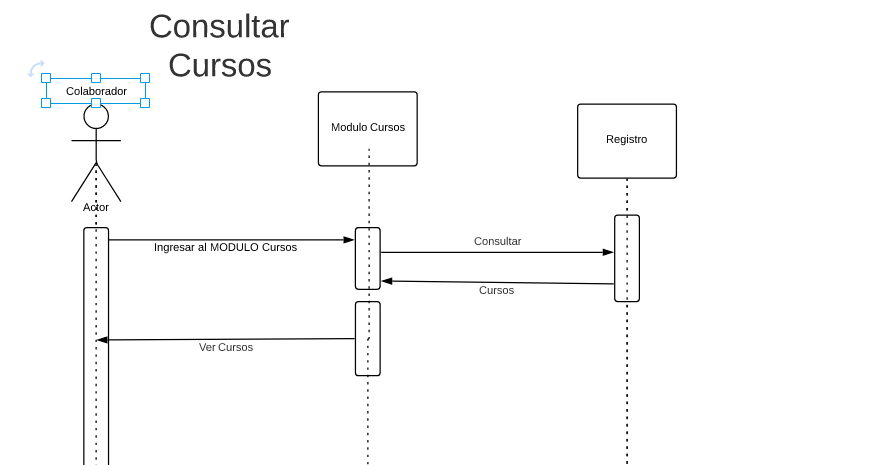 Consultar
Cursos
Colaborador
Modulo Cursos
Registro
Actor
Ingresar al MODULO Cursos
Consultar
Cursos
Ver Cursos